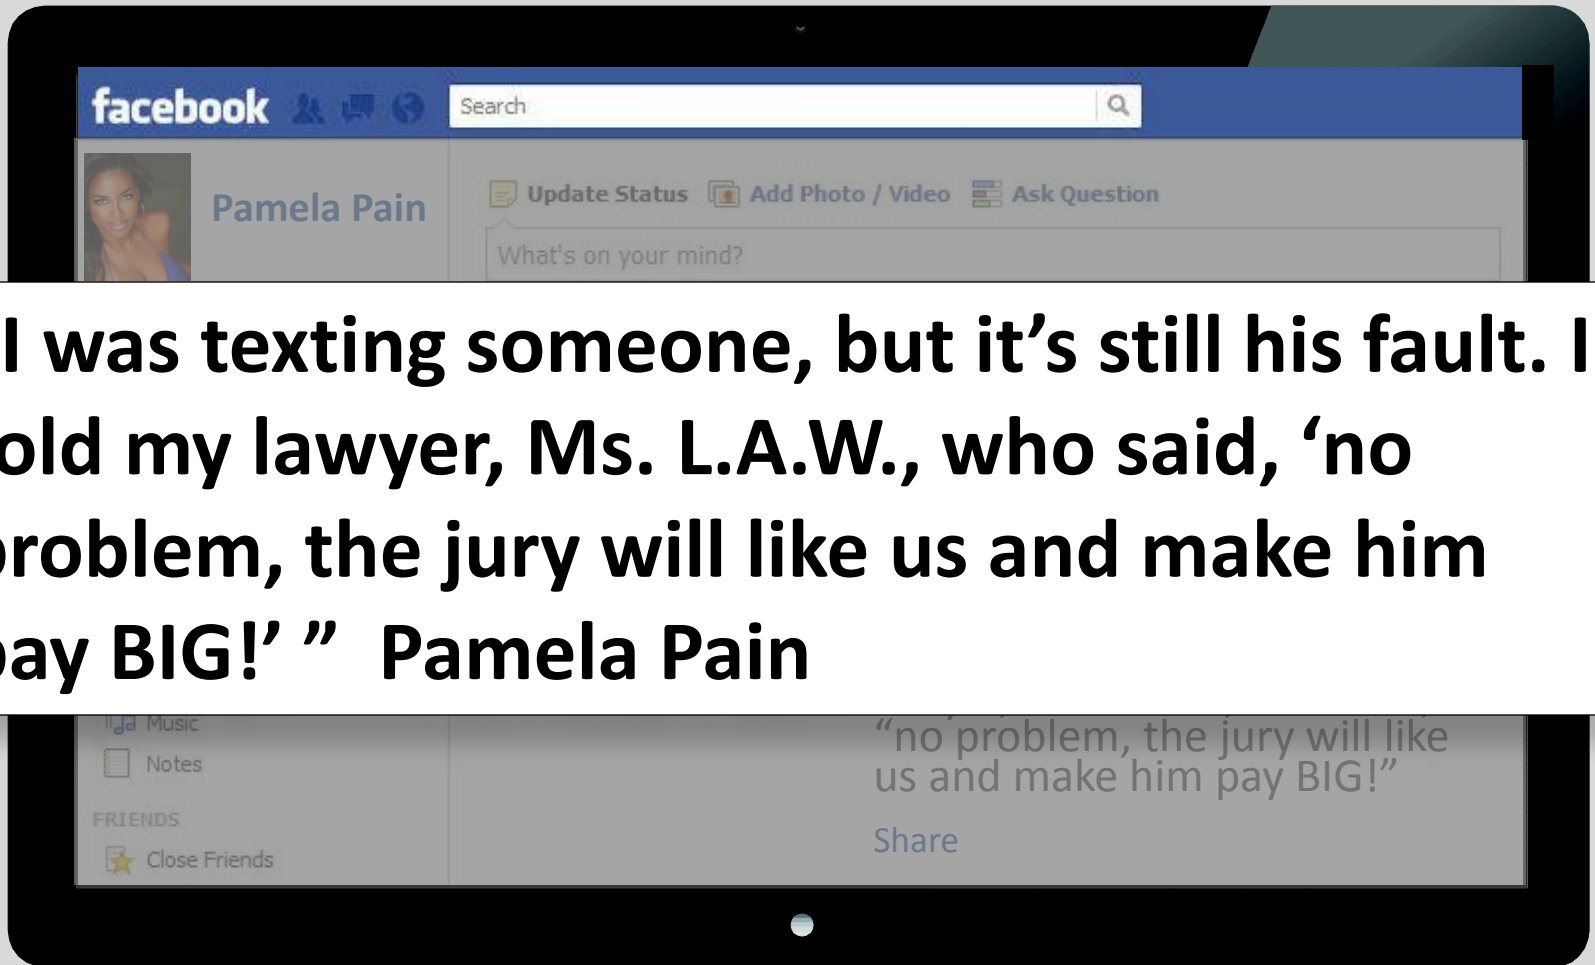 facebook
Search
Pamela Pain
Update Status Add Photo / Video Ask Question
What's on your mind?
I was texting someone, but it’s still his fault. I
old my lawyer, Ms. L.A.W., who said, ‘no
problem, the jury will like us and make him
pay BIG!’ ” Pamela Pain
Music
Notes
FRIENDS
Close Friends
“no problem, the jury will like
us and make him pay BIG!”
Share